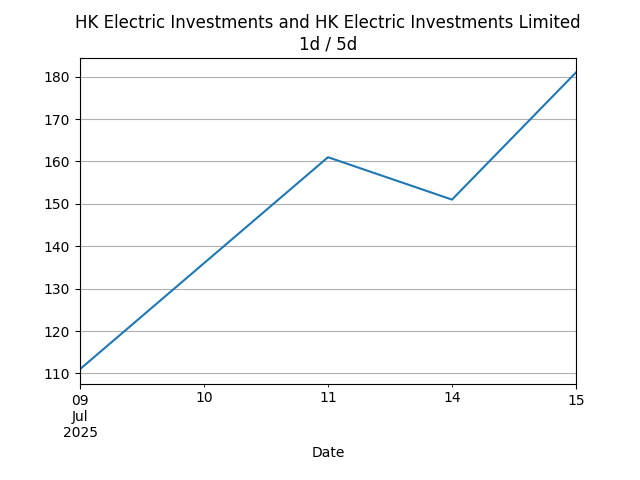 HK Electric Investments and HK Electric Investments Limited
1d / 5d
180
170
160
150
140
130
120
110
09 10 11 14 15
Jul
2025
Date